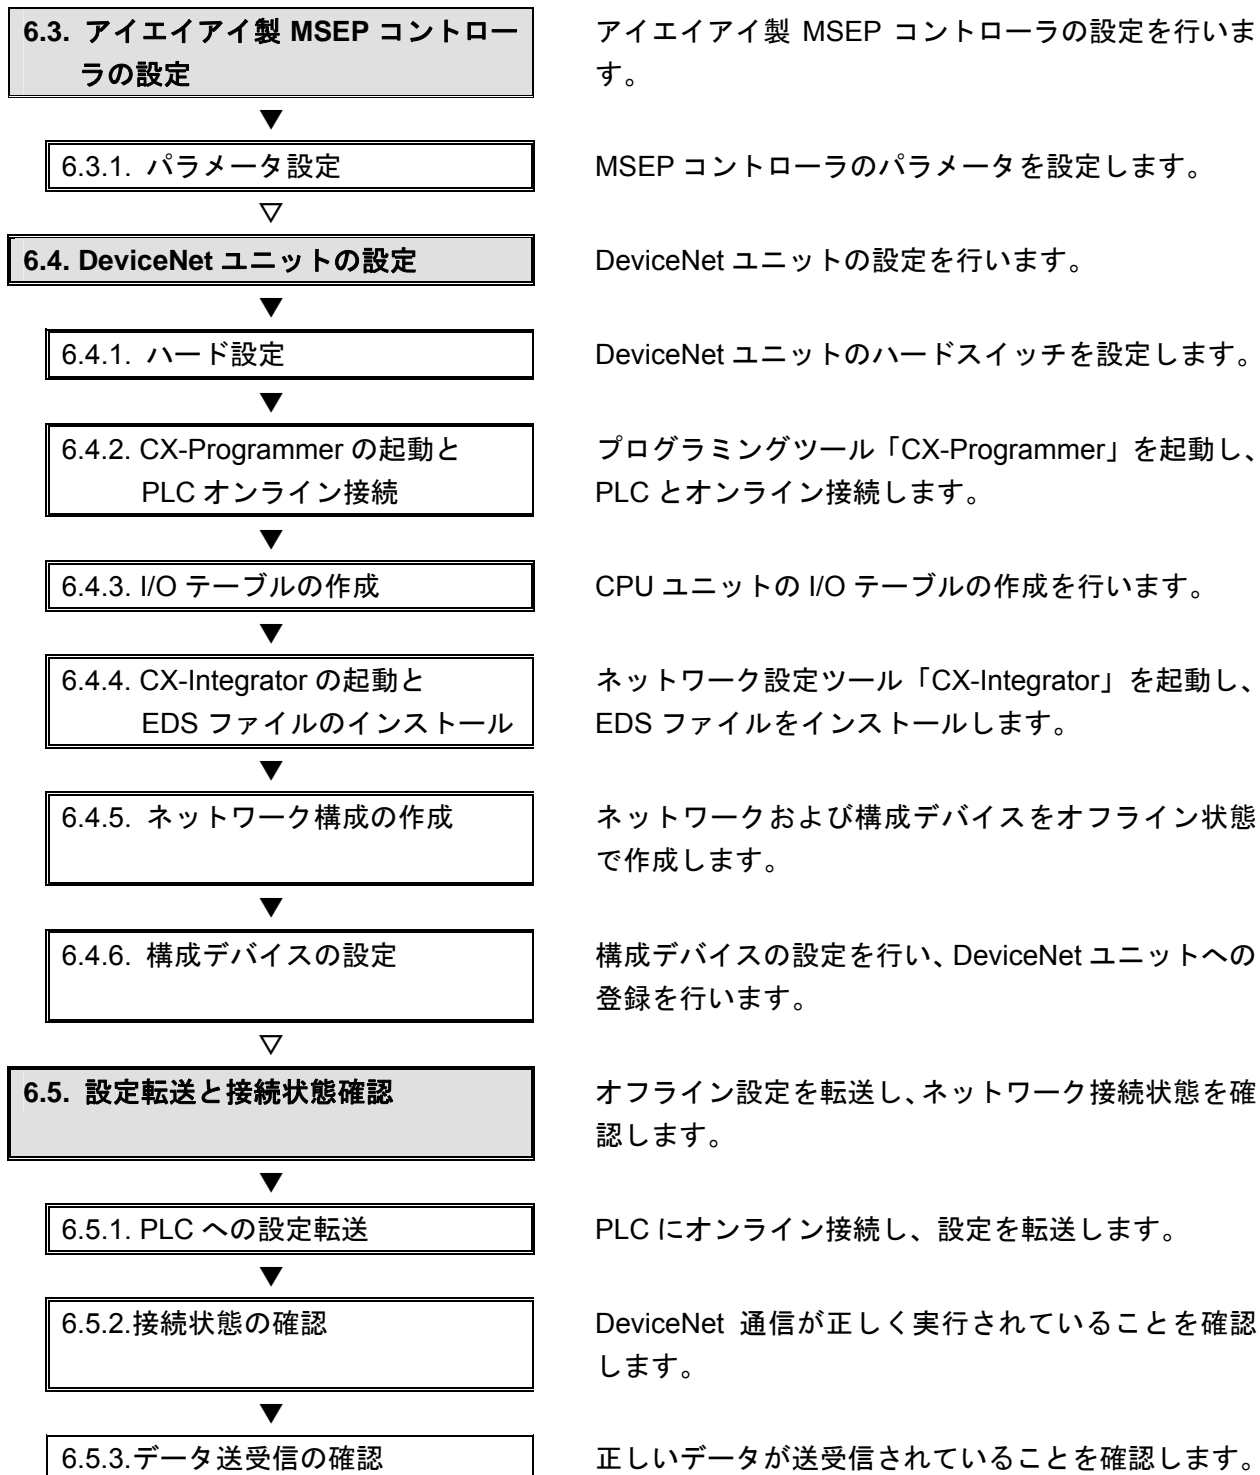 6.3. アイエイアイ製 MSEP コントロー
ラの設定
アイエイアイ製 MSEP コントローラの設定を行いま
す。
▼
6.3.1. パラメータ設定
MSEP コントローラのパラメータを設定します。
▽
6.4. DeviceNet ユニットの設定
DeviceNet ユニットの設定を行います。
▼
6.4.1. ハード設定
DeviceNet ユニットのハードスイッチを設定します。
▼
6.4.2. CX-Programmer の起動と
PLC オンライン接続
プログラミングツール「CX-Programmer」を起動し、
PLC とオンライン接続します。
▼
6.4.3. I/O テーブルの作成
CPU ユニットの I/O テーブルの作成を行います。
▼
6.4.4. CX-Integrator の起動と
EDS ファイルのインストール
ネットワーク設定ツール「CX-Integrator」を起動し、
EDS ファイルをインストールします。
▼
6.4.5. ネットワーク構成の作成
ネットワークおよび構成デバイスをオフライン状態
で作成します。
▼
6.4.6. 構成デバイスの設定
構成デバイスの設定を行い、DeviceNet ユニットへの
登録を行います。
▽
6.5. 設定転送と接続状態確認
オフライン設定を転送し、ネットワーク接続状態を確
認します。
▼
6.5.1. PLC への設定転送
PLC にオンライン接続し、設定を転送します。
▼
6.5.2.接続状態の確認
DeviceNet 通信が正しく実行されていることを確認
します。
▼
6.5.3.データ送受信の確認
正しいデータが送受信されていることを確認します。